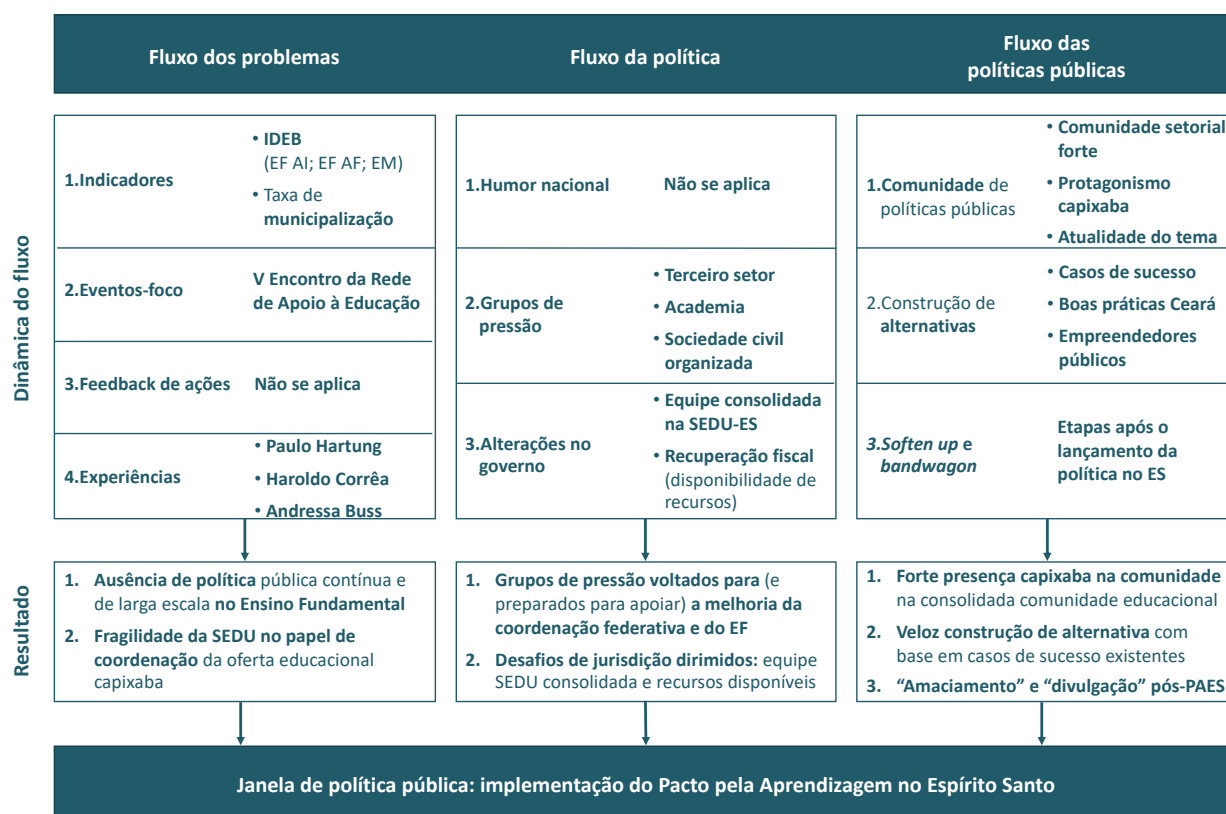 Fluxo dos problemas
Fluxo da política
Fluxo das
políticas públicas
Dinâmica do fluxo
1.Indicadores
• IDEB
(EF AI; EF AF; EM)
• Taxa de
municipalização
2.Eventos-foco
V Encontro da Rede
de Apoio à Educação
3.Feedback de ações
Não se aplica
4.Experiências
• Paulo Hartung
• Haroldo Corrêa
• Andressa Buss
1.Humor nacional
Não se aplica
2.Grupos de
pressão
• Terceiro setor
• Academia
• Sociedade civil
organizada
3.Alterações no
governo
• Equipe consolidada
na SEDU-ES
• Recuperação fiscal
(disponibilidade de
recursos)
1.Comunidade de
políticas públicas
• Comunidade setorial
forte
• Protagonismo
capixaba
• Atualidade do tema
2.Construção de
alternativas
• Casos de sucesso
• Boas práticas Ceará
• Empreendedores
públicos
3.Soften up e
bandwagon
Etapas após o
lançamento da
política no ES
Resultado
1. Ausência de política pública contínua e
de larga escala no Ensino Fundamental
2. Fragilidade da SEDU no papel de
coordenação da oferta educacional
capixaba
1. Grupos de pressão voltados para (e
preparados para apoiar) a melhoria da
coordenação federativa e do EF
2. Desafios de jurisdição dirimidos: equipe
SEDU consolidada e recursos disponíveis
1. Forte presença capixaba na comunidade
na consolidada comunidade educacional
2. Veloz construção de alternativa com
base em casos de sucesso existentes
3. “Amaciamento” e “divulgação” pós-PAES
Janela de política pública: implementação do Pacto pela Aprendizagem no Espírito Santo